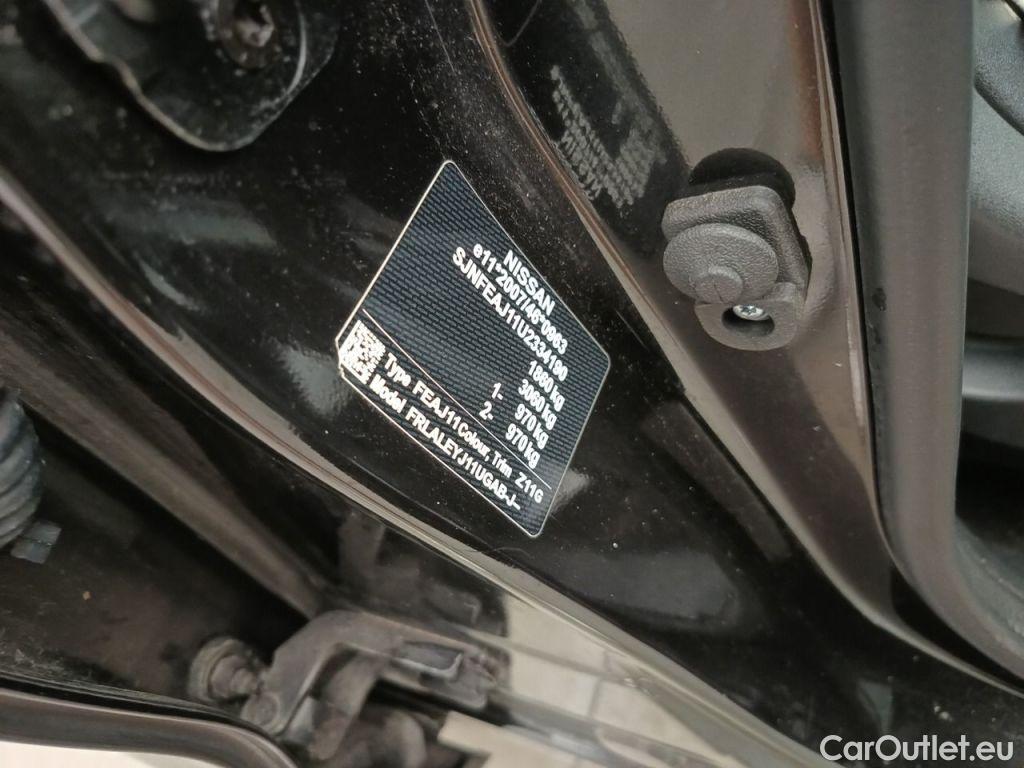 NISSAN
e11*2007/46*0963
SJNFEAJ11U2334190
1860 kg
3060 kg
1- 970 kg
2- 970 kg
Type FEAJ11 Colour, Trim Z11G
Model FRLALEYJ11UGAB-J-
CarOutlet.eu